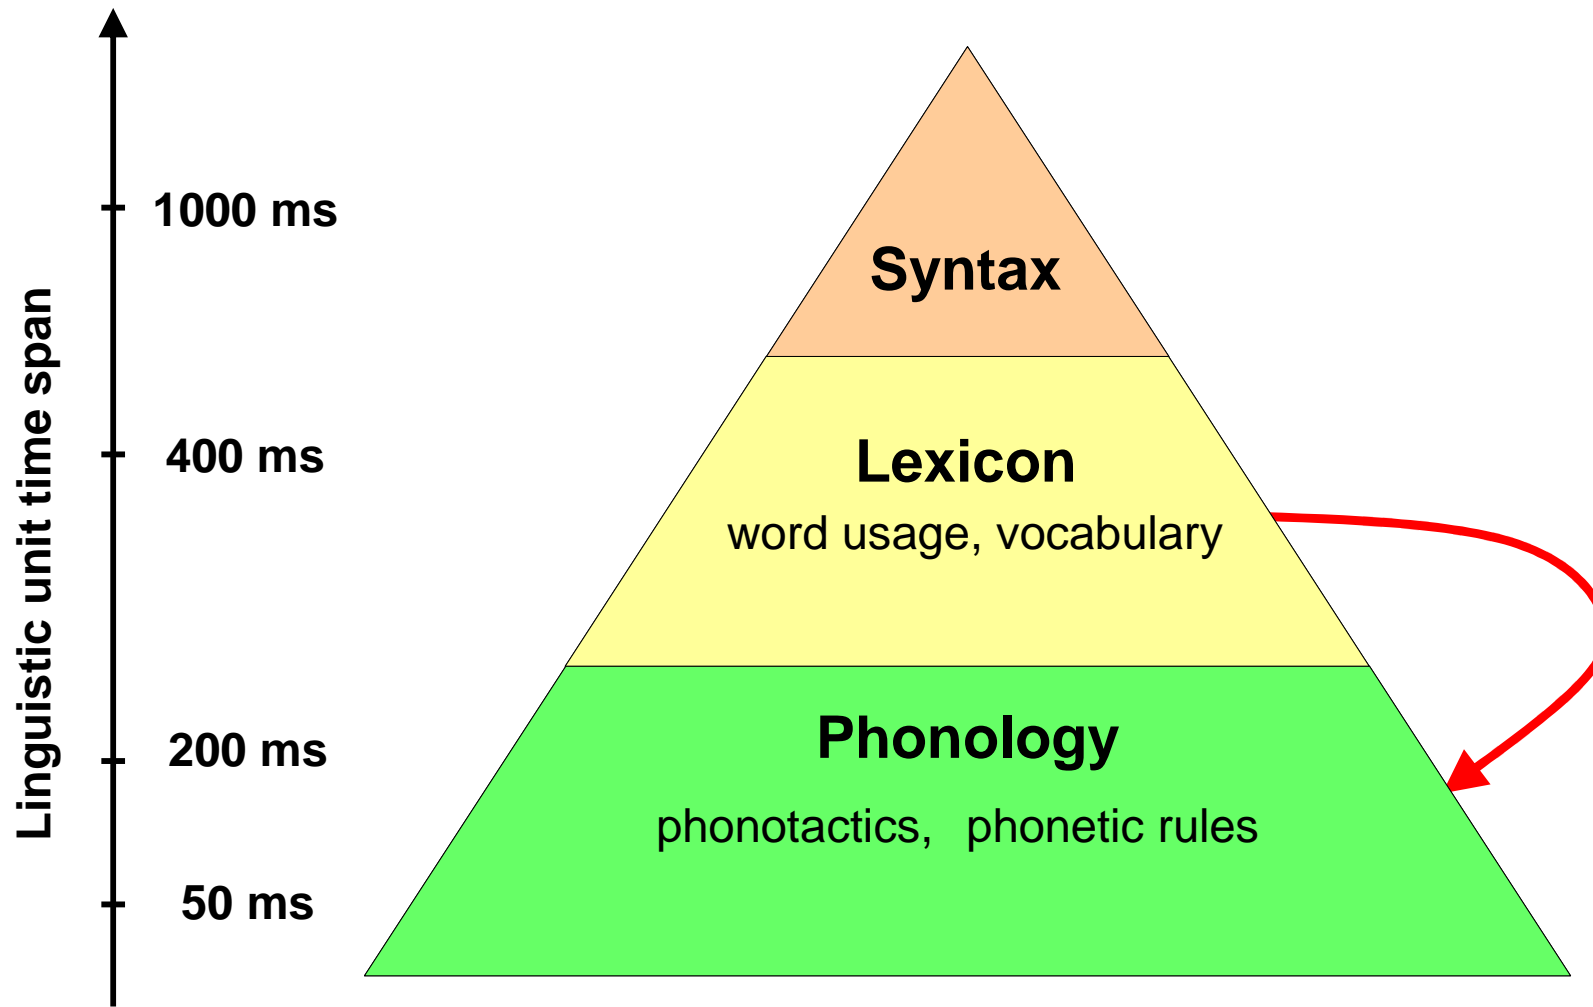 Linguistic unit time span
1000 ms
400 ms
200 ms
50 ms
Syntax
Lexicon
word usage, vocabulary
Phonology
phonotactics, phonetic rules